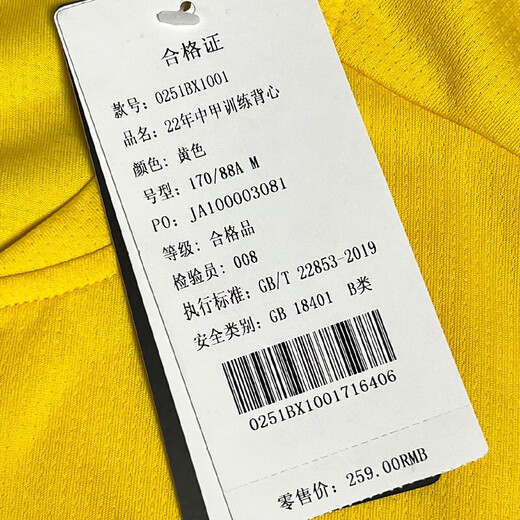 合格证
款号: 0251BX1001
品名: 22年中甲训练背心
颜色: 黄色
号型: 170/88A M
PO: JA100003081
等级: 合格品
检验员: 008
执行标准: GB/T 22853-2019
安全类别: GB 18401 B类
0251BX1001716406
零售价: 259.00RMB